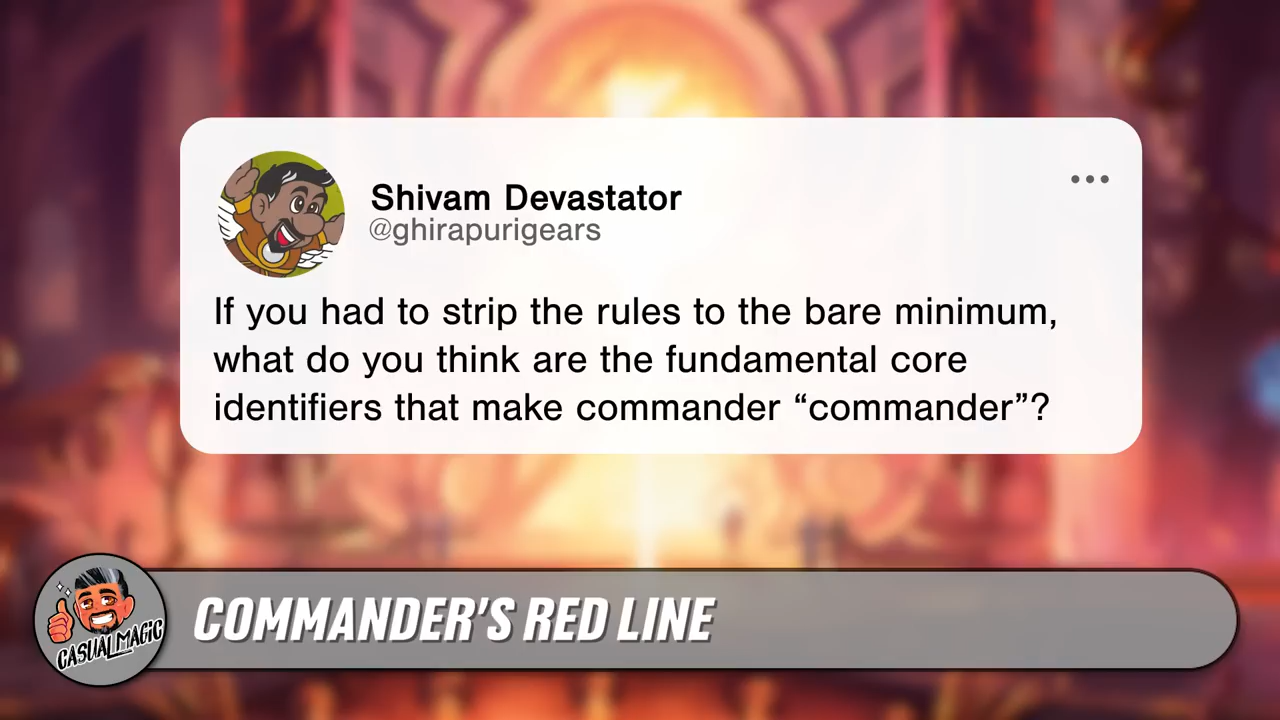 Shivam Devastator
@ghirapurigears
If you had to strip the rules to the bare minimum,
what do you think are the fundamental core
identifiers that make commander “commander”?
CASUAL MAGIC
COMMANDER'S RED LINE